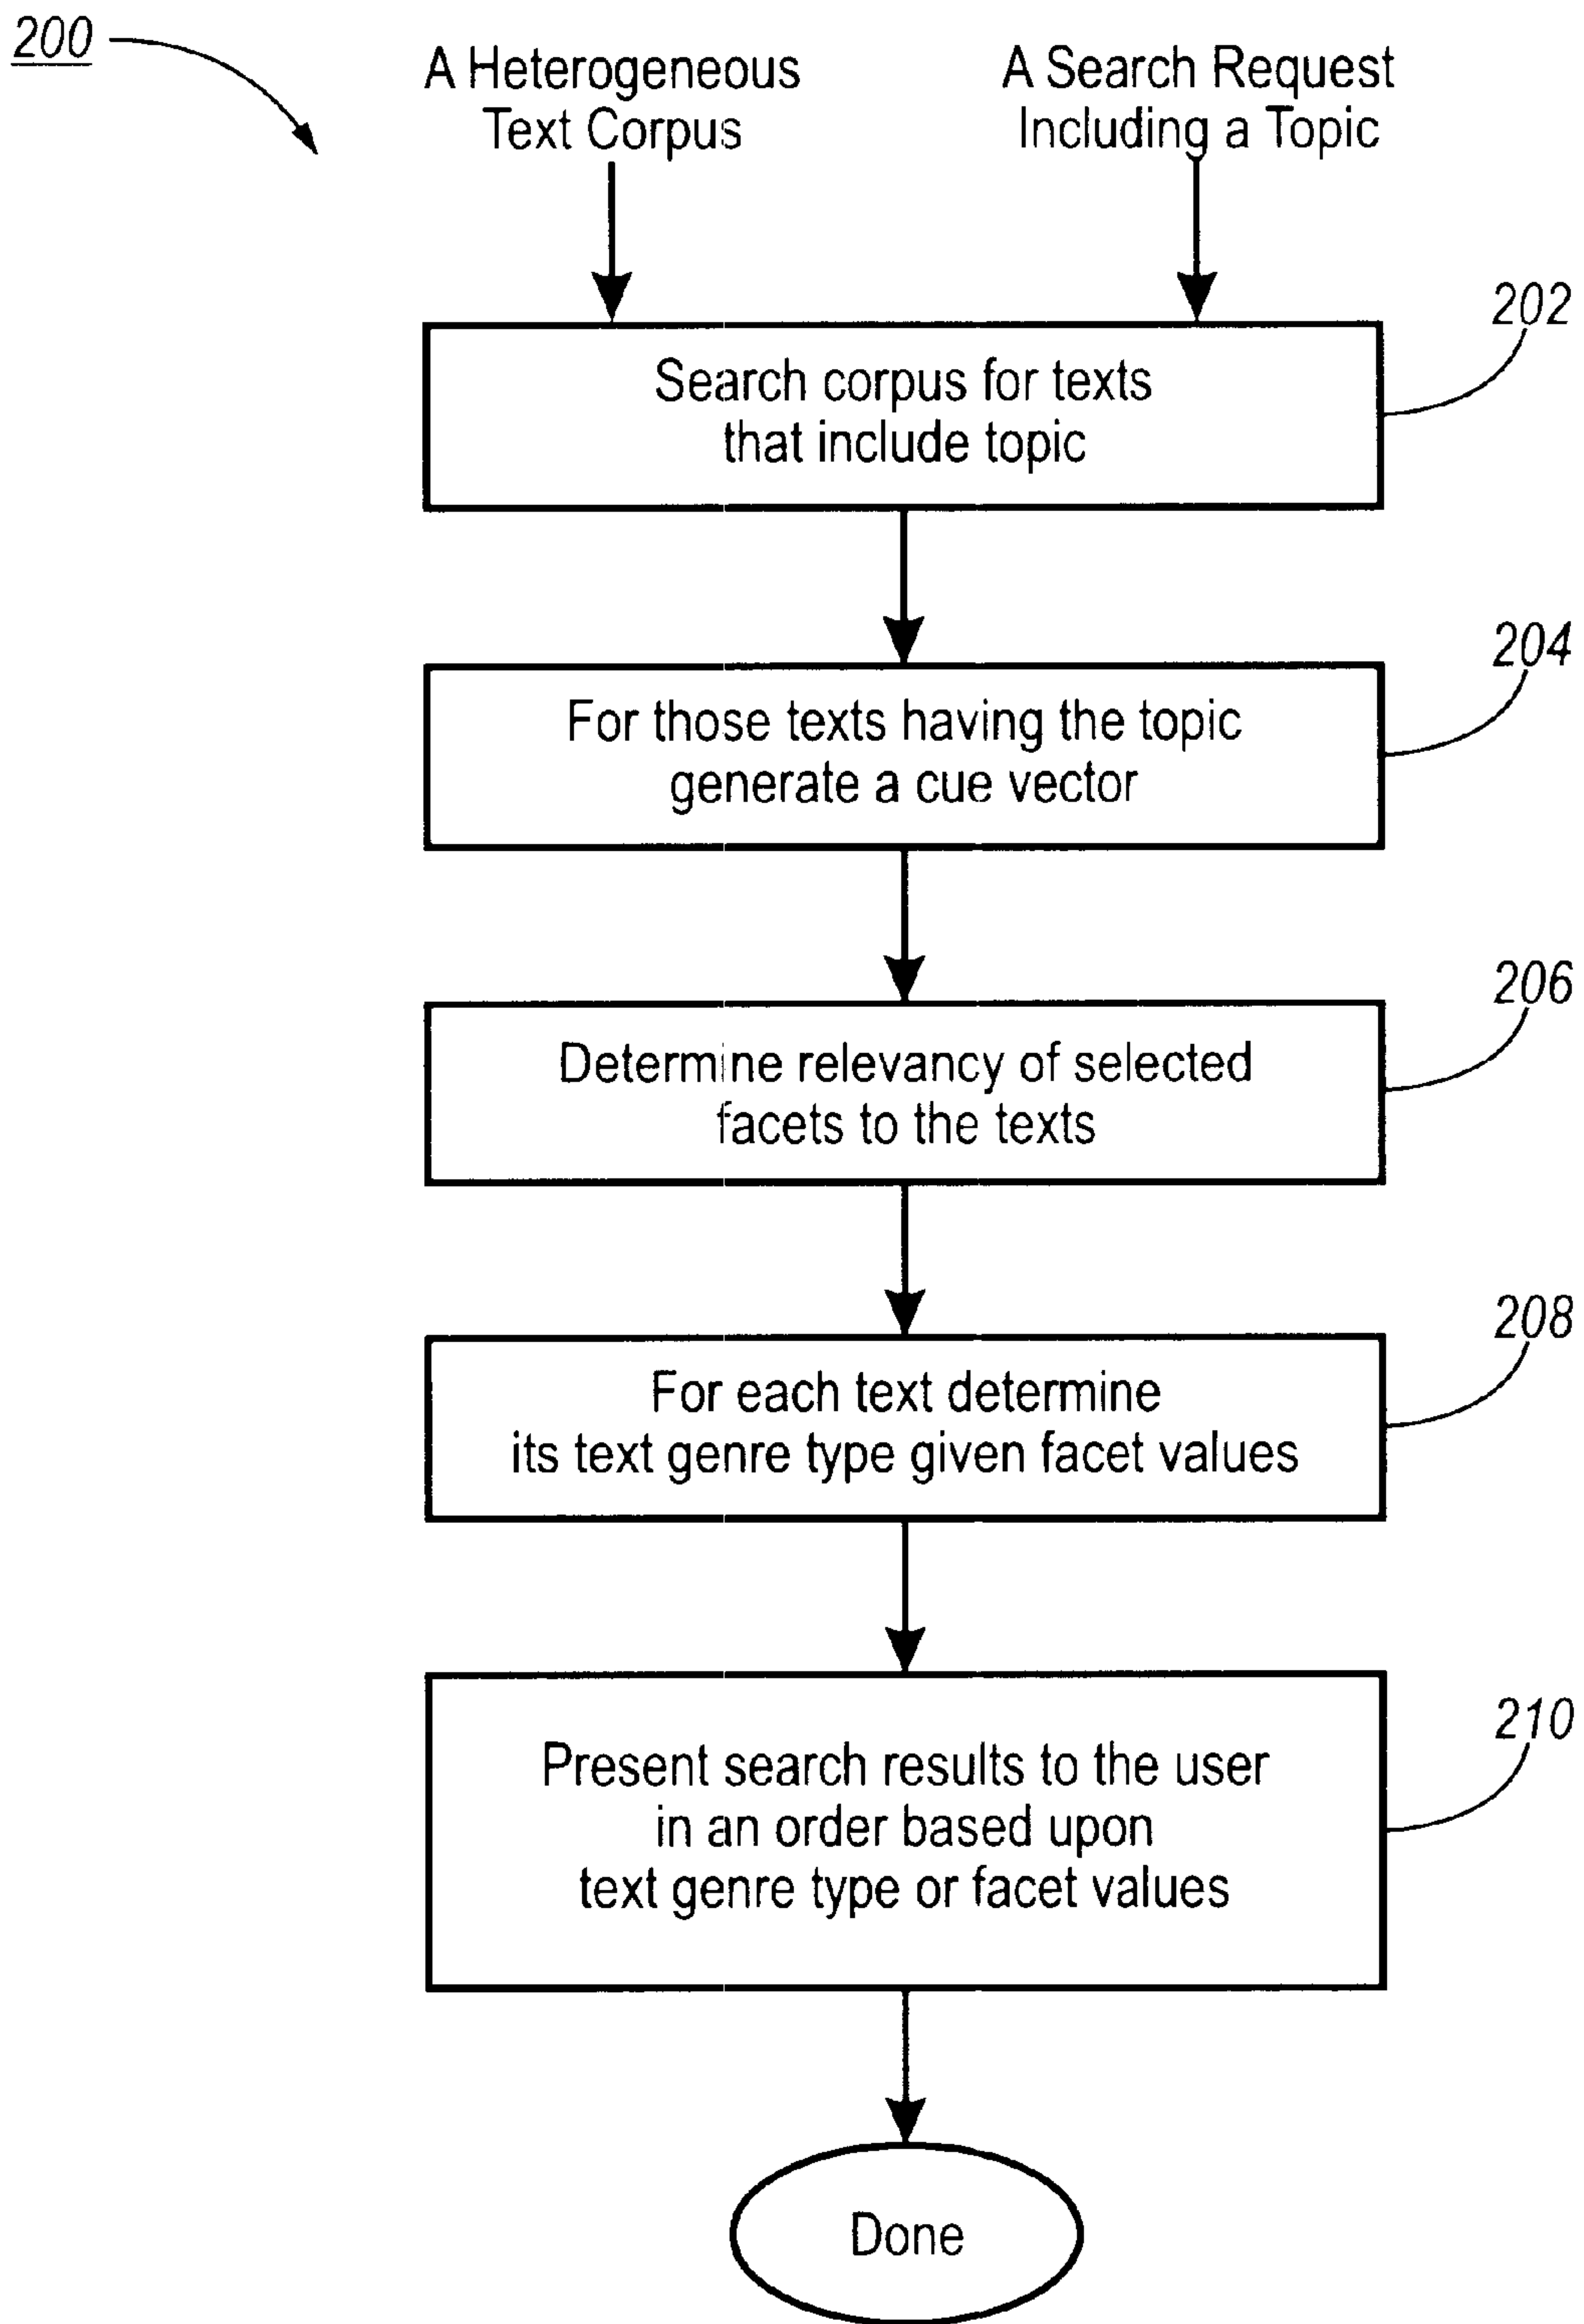 200
A Heterogeneous
Text Corpus
A Search Request
Including a Topic
202
Search corpus for texts
that include topic
204
For those texts having the topic
generate a cue vector
206
Determine relevancy of selected
facets to the texts
208
For each text determine
its text genre type given facet values
210
Present search results to the user
in an order based upon
text genre type or facet values
Done